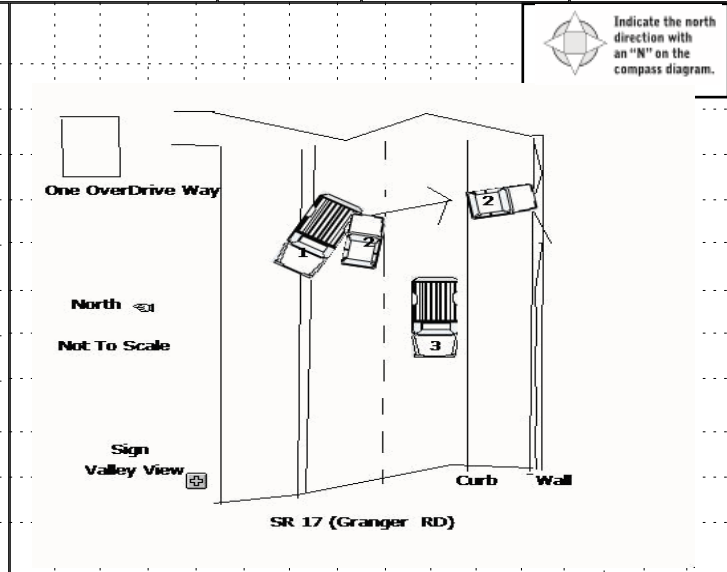 Indicate the north
direction with
an "N" on the
compass diagram.
One OverDrive Way
2
1
2
North
Not To Scale
3
Sign
Valley View
Curb
Wall
SR 17 (Granger RD)